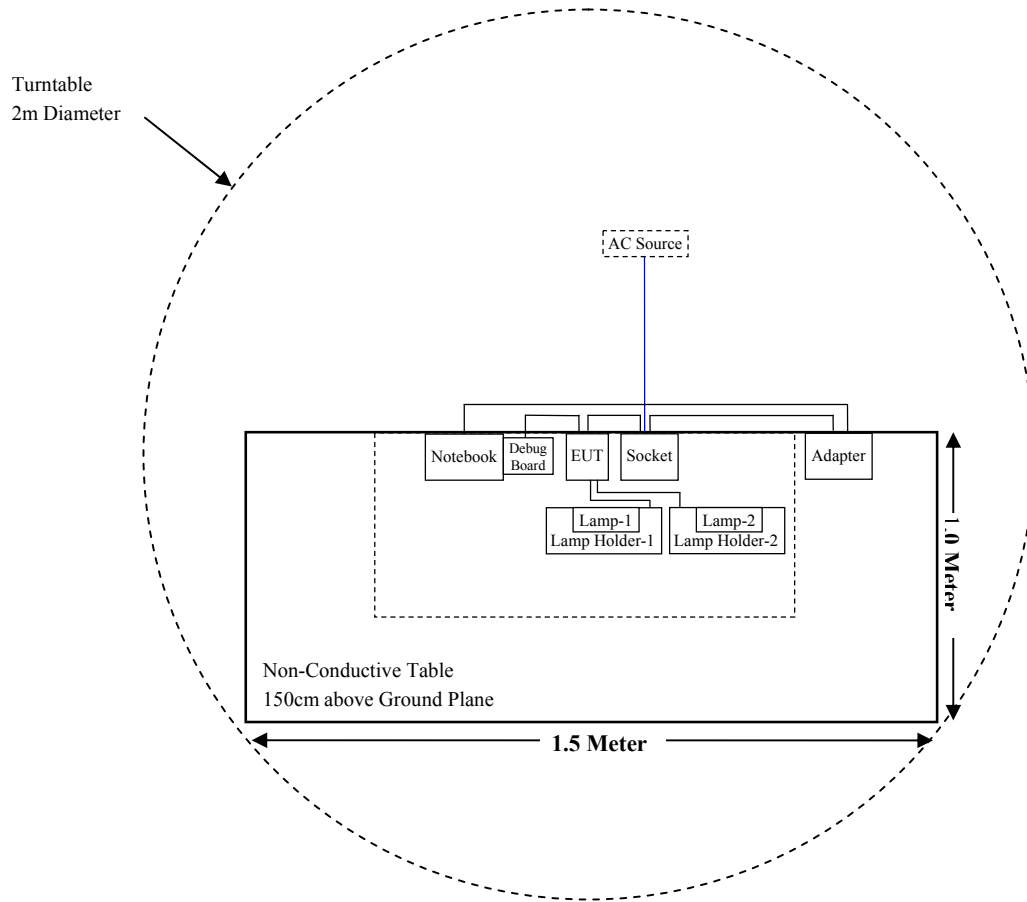 Turntable
2m Diameter
AC Source
Notebook
Debug
Board
EUT
Socket
Adapter
Lamp-1
Lamp Holder-1
Lamp-2
Lamp Holder-2
1.0 Meter
Non-Conductive Table
150cm above Ground Plane
1.5 Meter